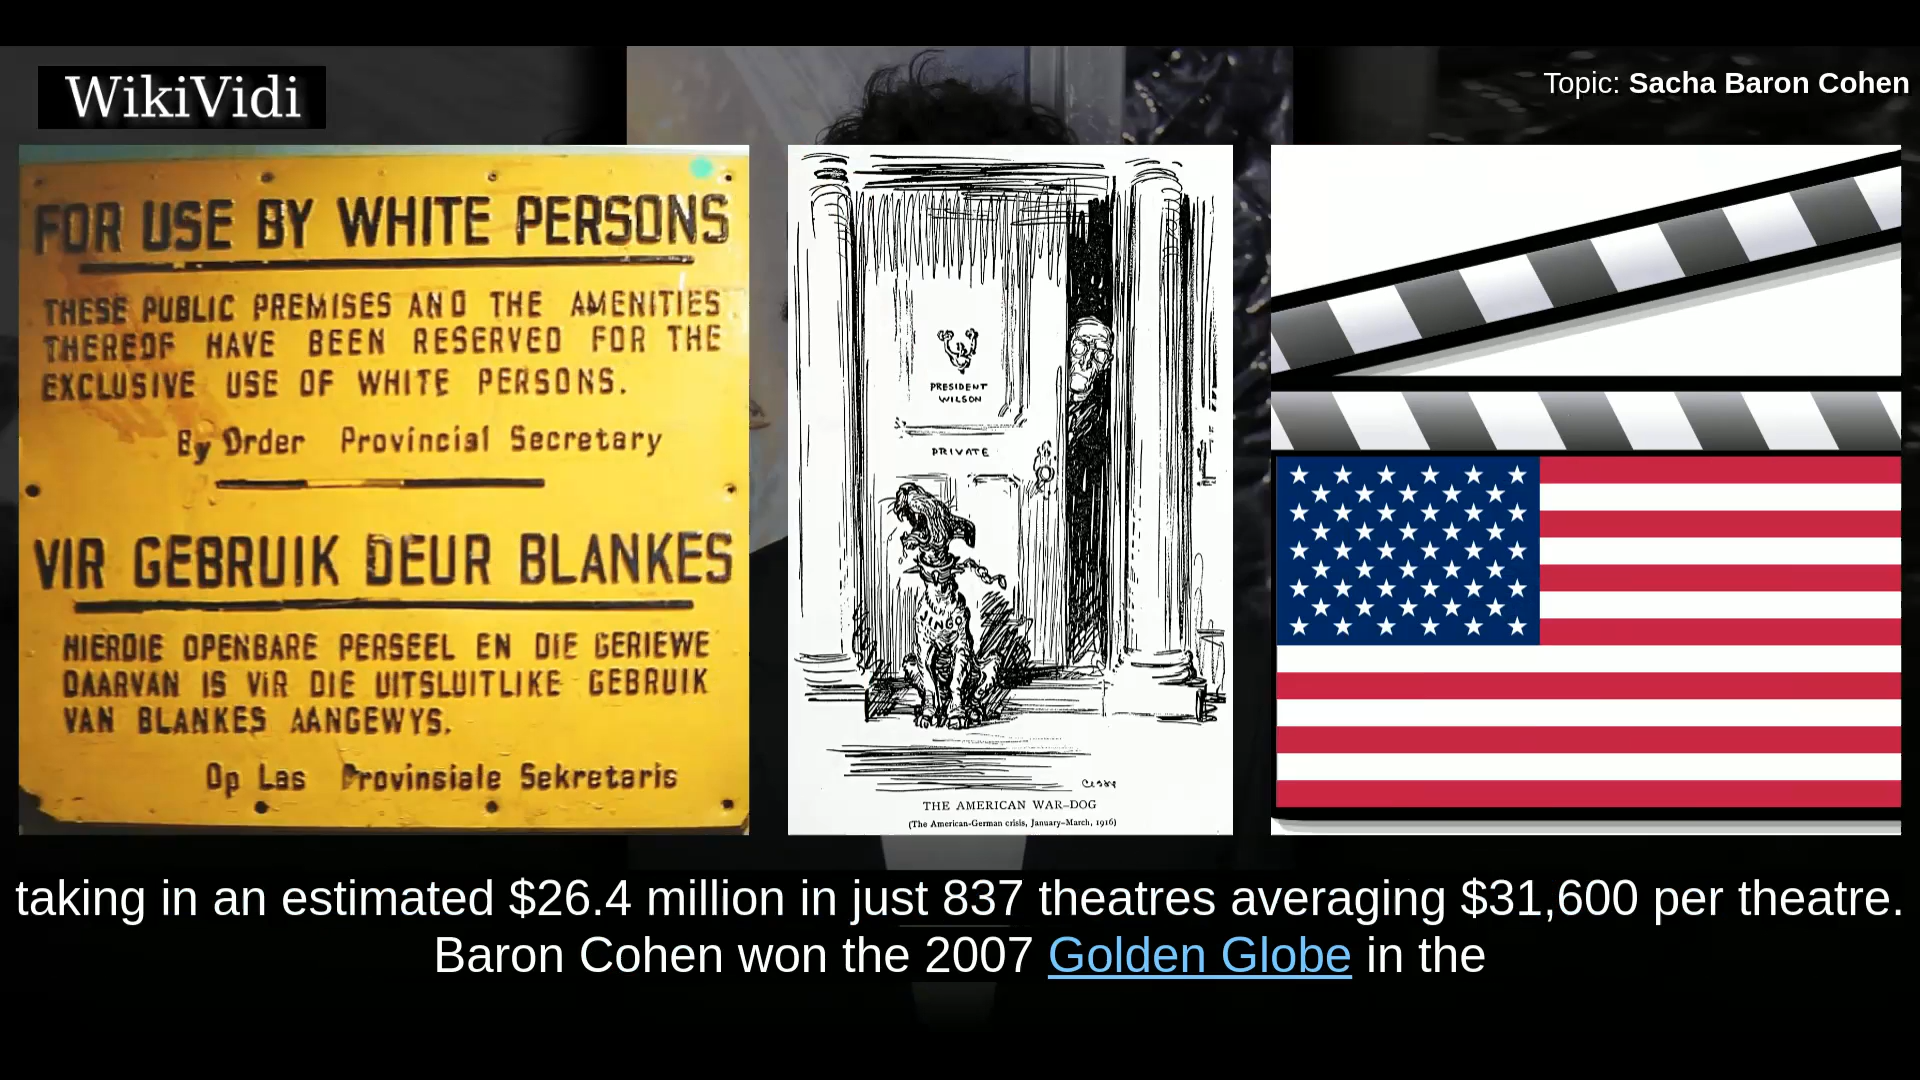 WikiVidi
Topic: Sacha Baron Cohen
FOR USE BY WHITE PERSONS
THESE PUBLIC PREMISES AND THE AMENITIES
THEREOF HAVE BEEN RESERVED FOR THE
EXCLUSIVE USE OF WHITE PERSONS.
By Order Provincial Secretary
VIR GEBRUIK DEUR BLANKES
HIERDIE OPENBARE PERSEEL EN DIE GERIEWE
DAARVAN IS VIR DIE UITSLUITLIKE GEBRUIK
VAN BLANKES AANGEWYS.
Op Las Provinsiale Sekretaris
PRESIDENT
WILSON
PRIVATE
JINGO
THE AMERICAN WAR-DOG
(The American-German crisis, January-March, 1916)
taking in an estimated $26.4 million in just 837 theatres averaging $31,600 per theatre.
Baron Cohen won the 2007 Golden Globe in the